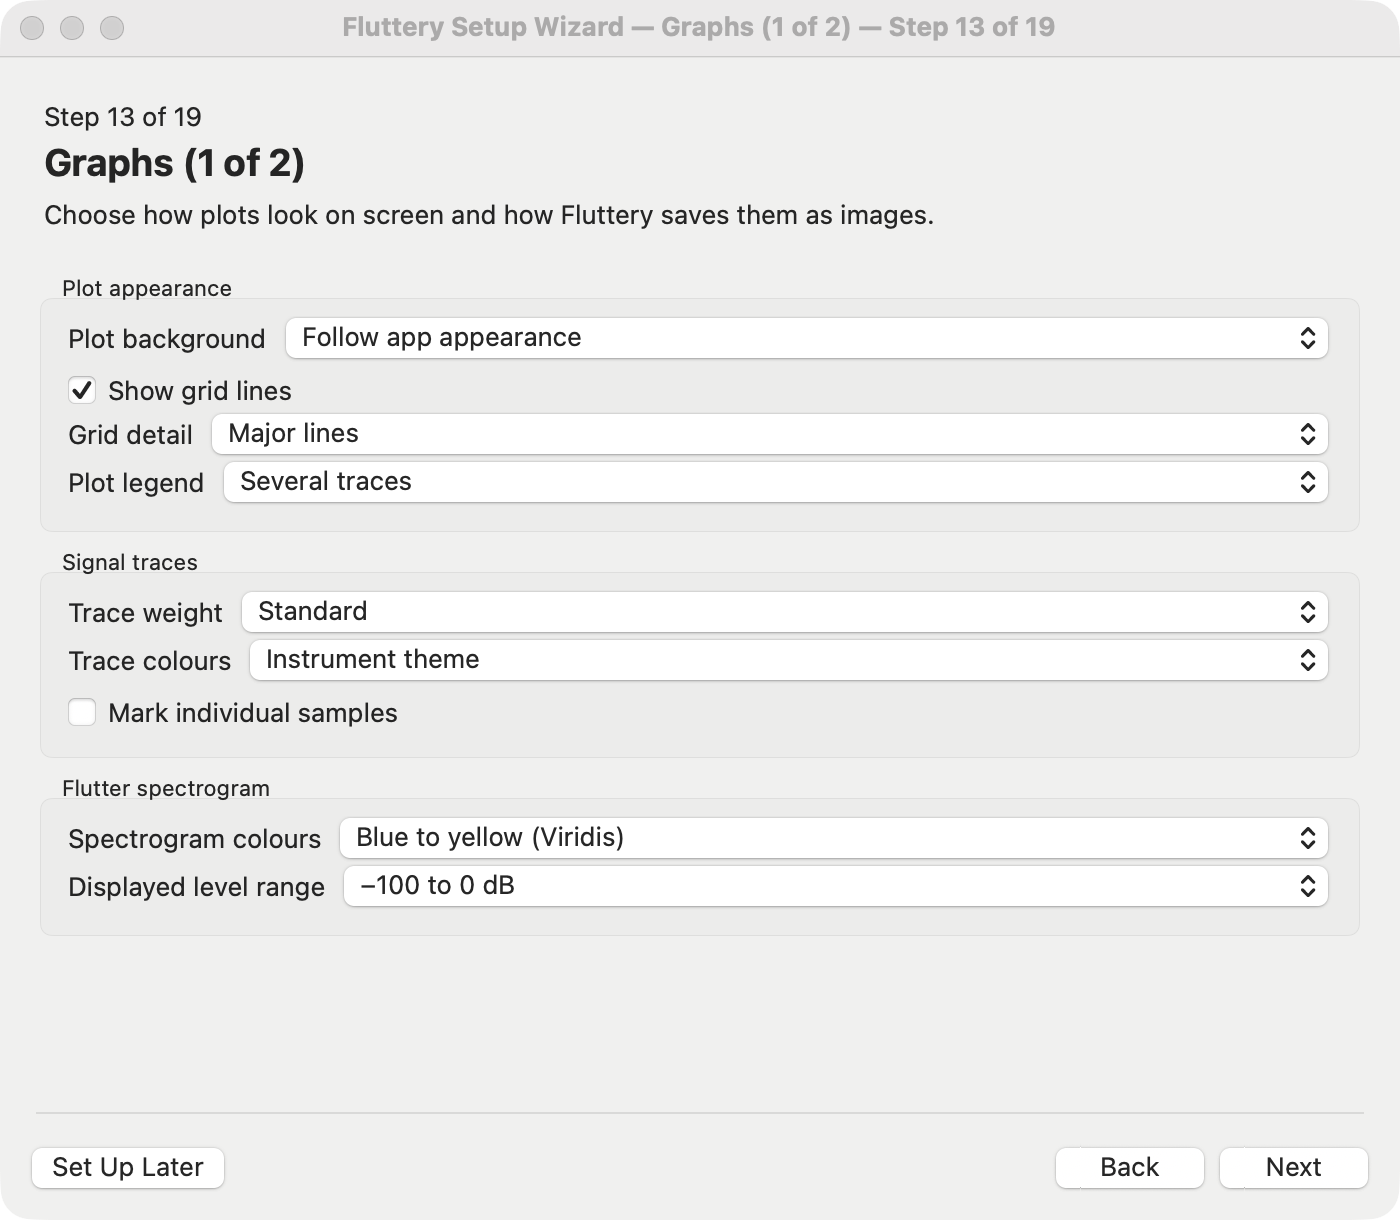 Fluttery Setup Wizard — Graphs (1 of 2) — Step 13 of 19
Step 13 of 19
Graphs (1 of 2)
Choose how plots look on screen and how Fluttery saves them as images.
Plot appearance
Plot background Follow app appearance
Show grid lines
Grid detail Major lines
Plot legend Several traces
Signal traces
Trace weight Standard
Trace colours Instrument theme
Mark individual samples
Flutter spectrogram
Spectrogram colours Blue to yellow (Viridis)
Displayed level range –100 to 0 dB
Set Up Later Back Next